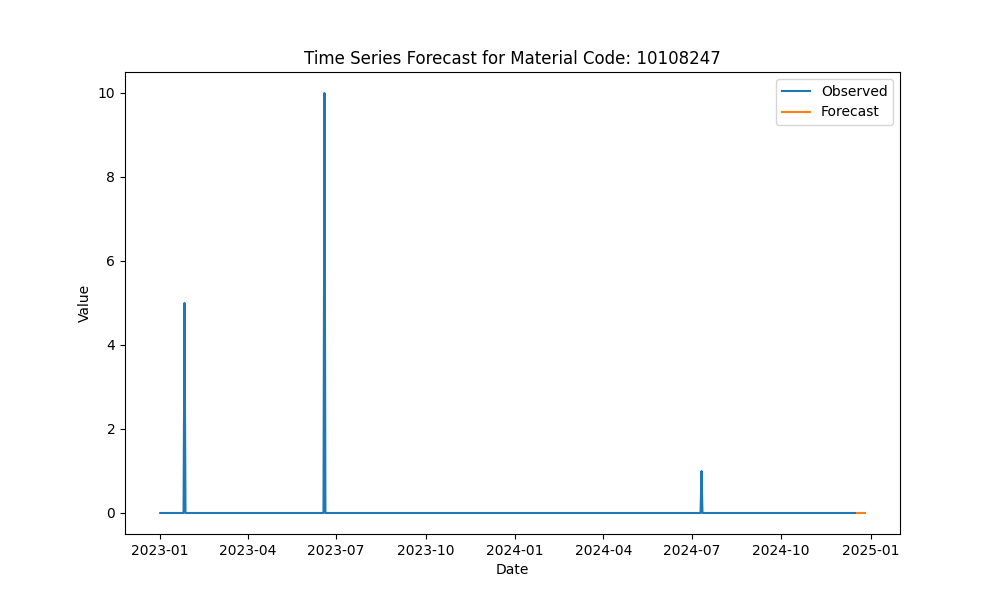 Time Series Forecast for Material Code: 10108247
Observed
Forecast
10
8
6
4
2
0
Value
2023-01 2023-04 2023-07 2023-10 2024-01 2024-04 2024-07 2024-10 2025-01
Date